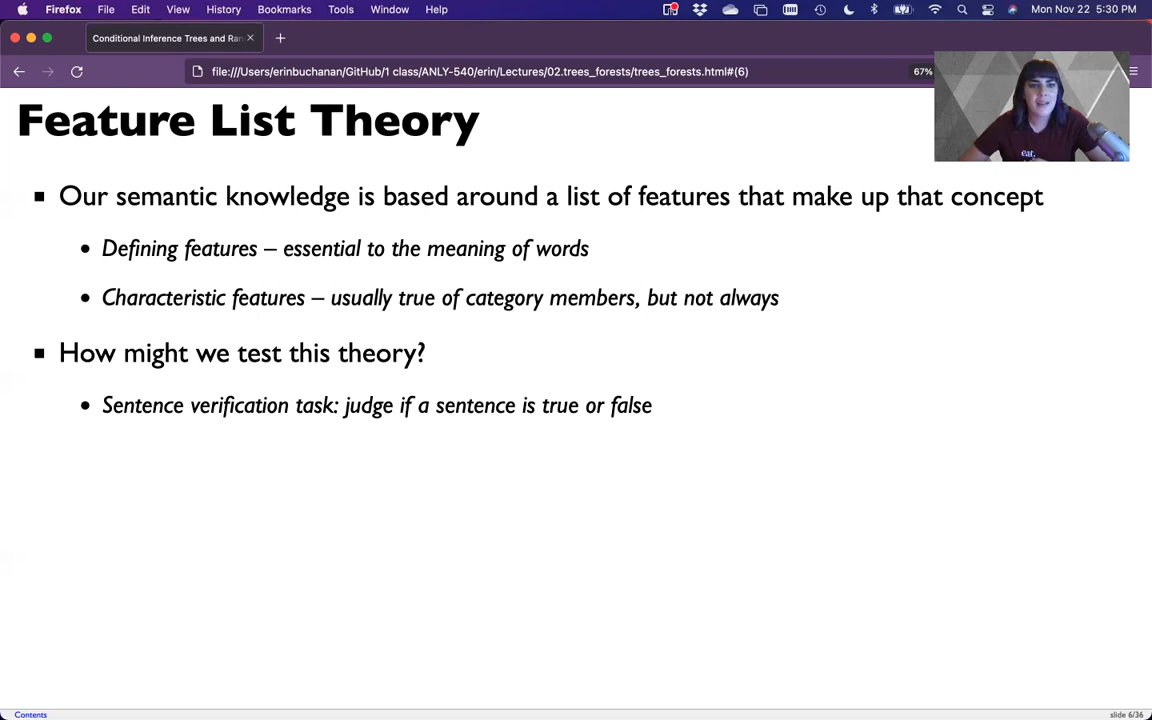 Firefox File Edit View History Bookmarks Tools Window Help Mon Nov 22 5:30 PM
Conditional Inference Trees and Ran
file:///Users/erinbuchanan/GitHub/1 class/ANLY-540/erin/Lectures/02.trees_forests/trees_forests.html#(6) 67%
Feature List Theory
eat.
Our semantic knowledge is based around a list of features that make up that concept
Defining features – essential to the meaning of words
Characteristic features – usually true of category members, but not always
How might we test this theory?
Sentence verification task: judge if a sentence is true or false
Contents slide 6/36